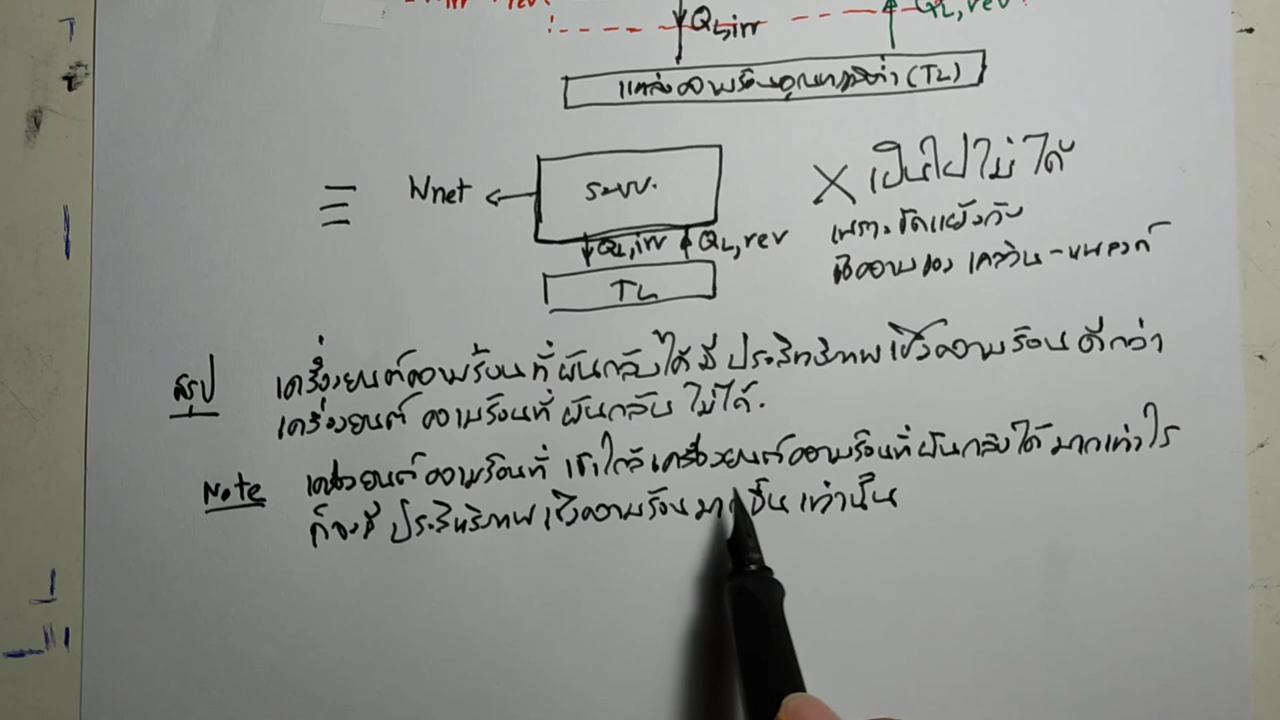 QL,irr QL,rev
แหล่งความร้อนอุณหภูมิต่ำ (TL)
≡ Wnet ระบบ. × เป็นไปไม่ได้
QL,irr QL,rev เพราะขัดแย้งกับ
TL นิยามของ เคลวิน-พลังค์
สรุป เครื่องยนต์ความร้อนที่ผันกลับได้ มี ประสิทธิภาพเชิงความร้อน ดีกว่า
เครื่องยนต์ ความร้อนที่ ผันกลับ ไม่ได้.
Note เครื่องยนต์ความร้อนที่ เข้าใกล้เครื่องยนต์ความร้อนที่ผันกลับได้ มากเท่าไร
ก็จะมี ประสิทธิภาพเชิงความร้อน มากขึ้น เท่านั้น